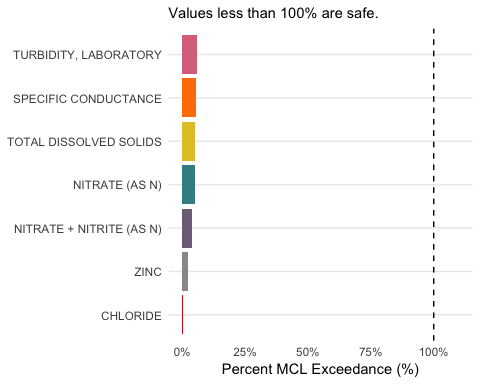 Values less than 100% are safe.
TURBIDITY, LABORATORY
SPECIFIC CONDUCTANCE
TOTAL DISSOLVED SOLIDS
NITRATE (AS N)
NITRATE + NITRITE (AS N)
ZINC
CHLORIDE
0% 25% 50% 75% 100%
Percent MCL Exceedance (%)